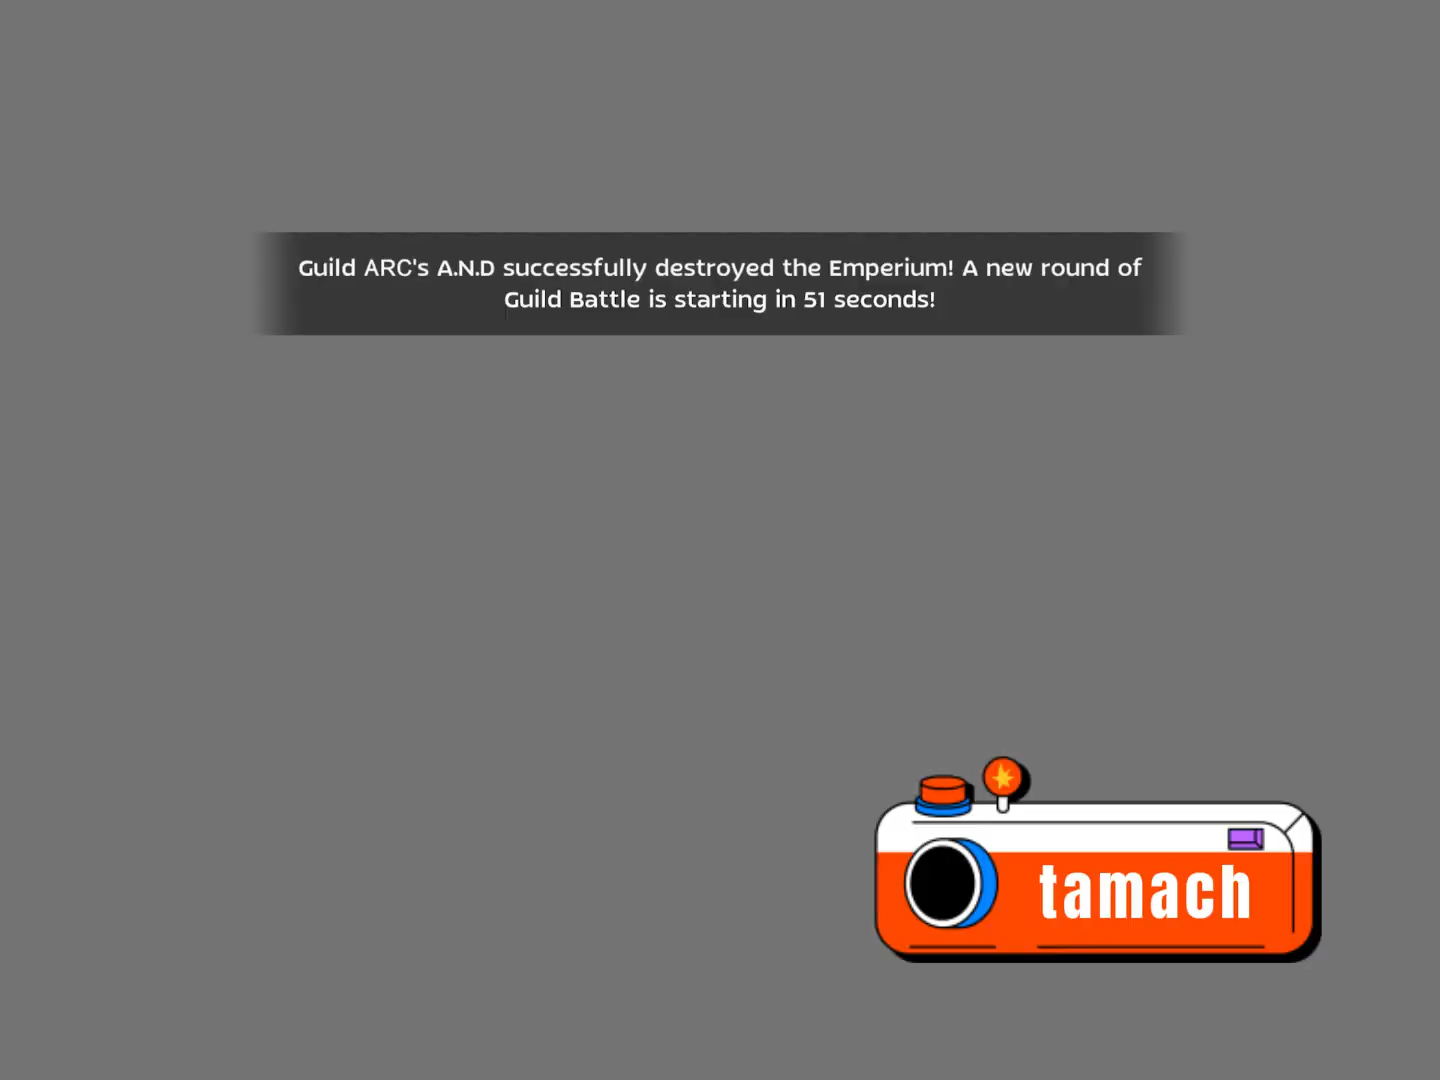 Guild ARC's A.N.D successfully destroyed the Emperium! A new round of
Guild Battle is starting in 51 seconds!
tamach